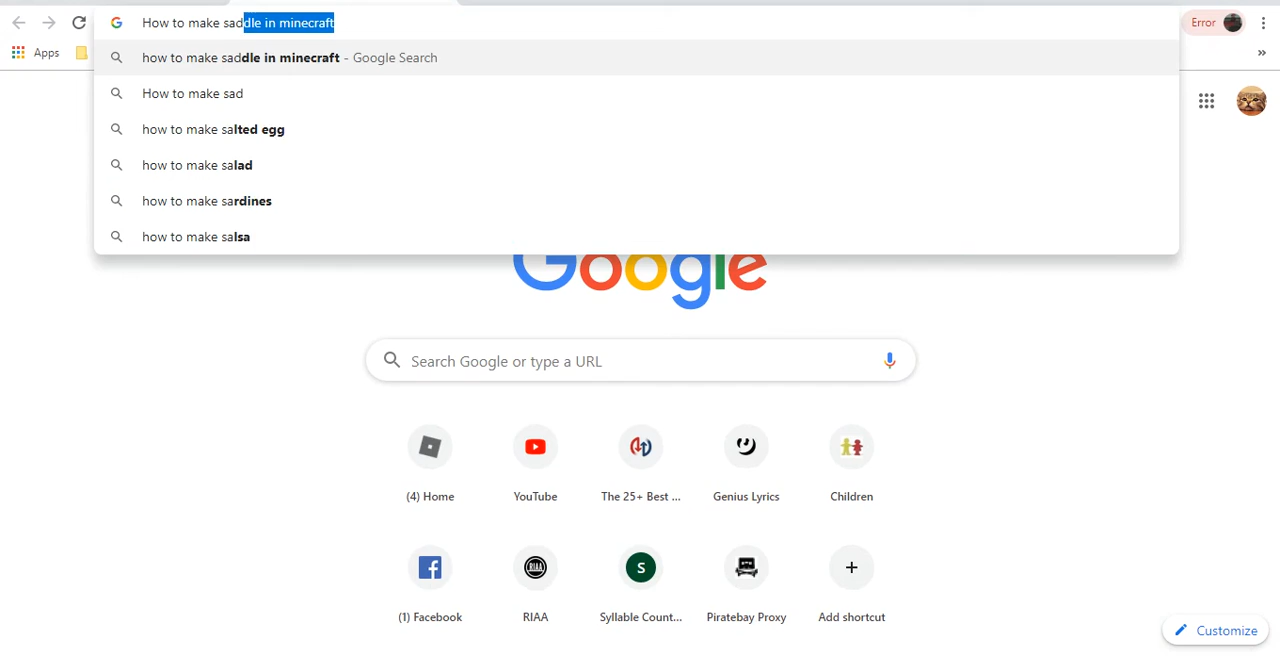 How to make saddle in minecraft
Error
Apps
»
how to make saddle in minecraft - Google Search
How to make sad
how to make salted egg
how to make salad
how to make sardines
how to make salsa
Google
Search Google or type a URL
(4) Home
YouTube
The 25+ Best ...
Genius Lyrics
Children
(1) Facebook
RIAA
RIAA
S
Syllable Count...
Piratebay Proxy
Add shortcut
Customize